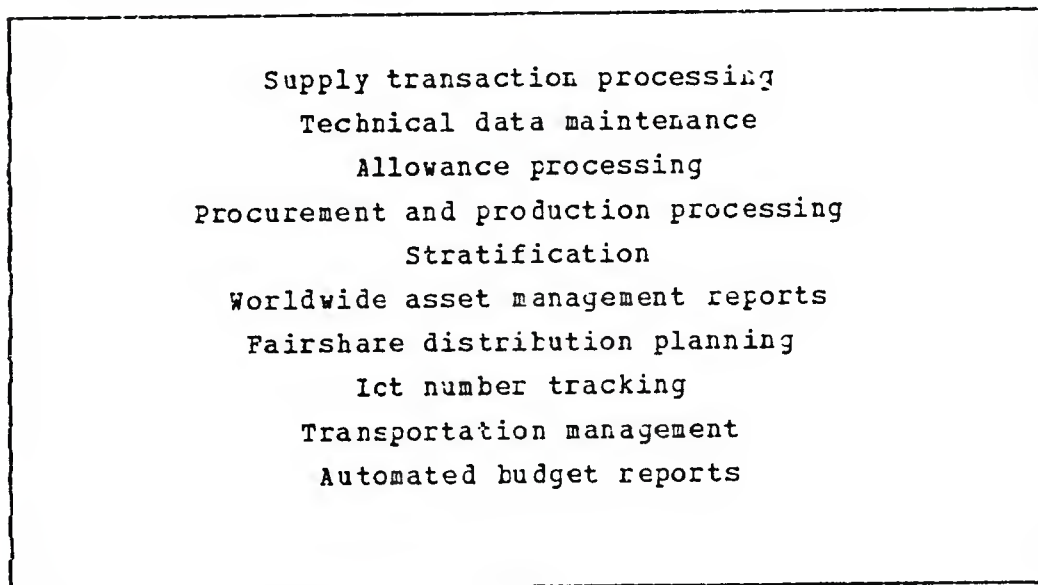 Supply transaction processing
Technical data maintenance
Allowance processing
Procurement and production processing
Stratification
Worldwide asset management reports
Fairshare distribution planning
Lot number tracking
Transportation management
Automated budget reports